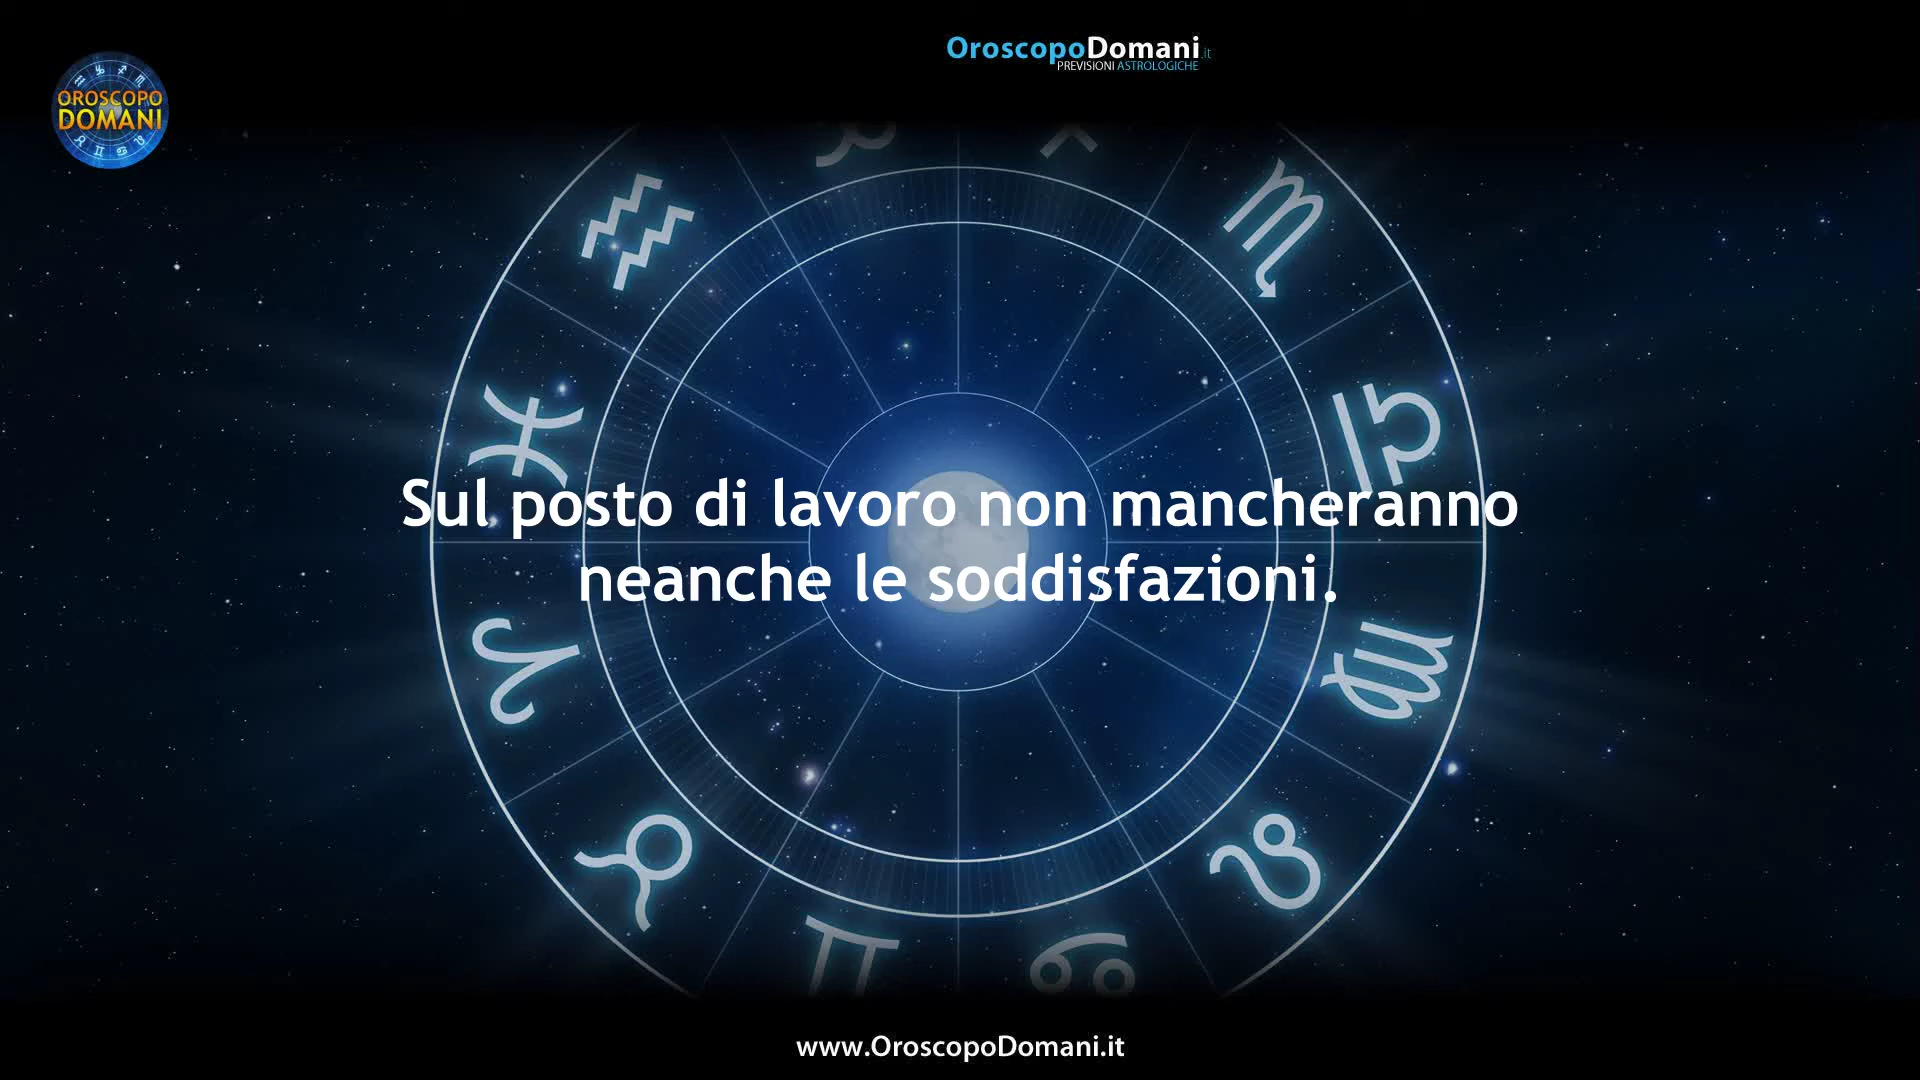 OroscopoDomani.it
PREVISIONI ASTROLOGICHE
OROSCOPO
DOMANI
Sul posto di lavoro non mancheranno
neanche le soddisfazioni.
www.OroscopoDomani.it